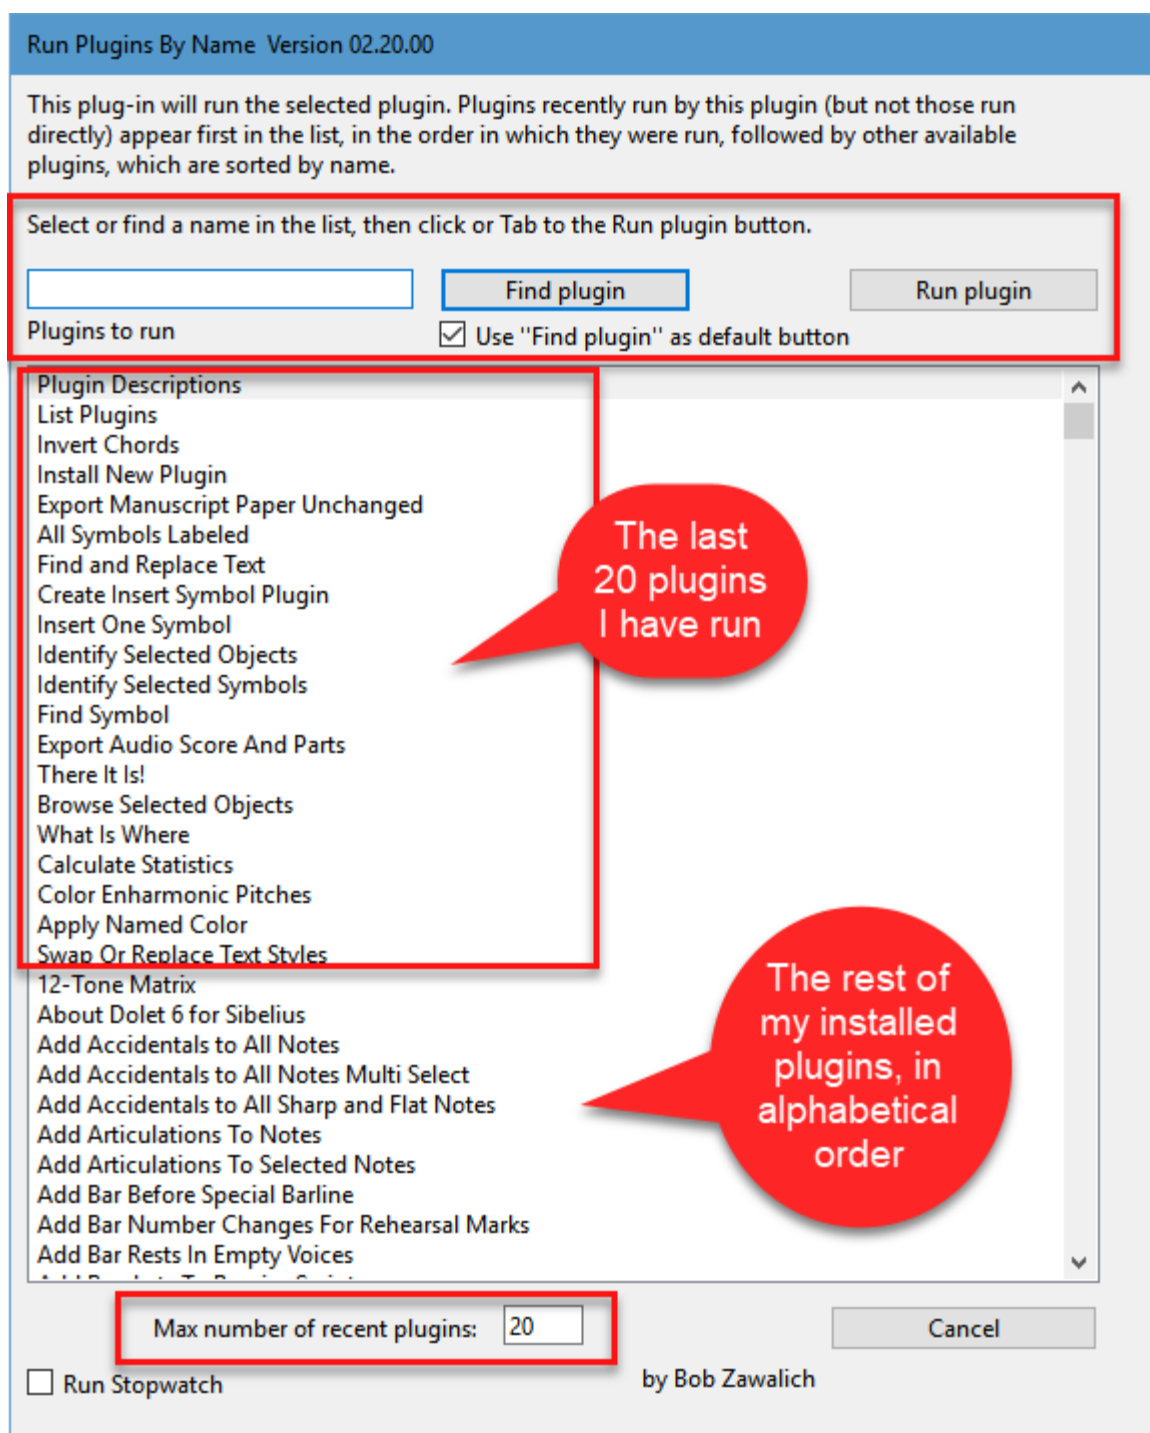 Run Plugins By Name Version 02.20.00
This plug-in will run the selected plugin. Plugins recently run by this plugin (but not those run
directly) appear first in the list, in the order in which they were run, followed by other available
plugins, which are sorted by name.
Select or find a name in the list, then click or Tab to the Run plugin button.
Find plugin
Run plugin
Plugins to run
Use "Find plugin" as default button
Plugin Descriptions
List Plugins
Invert Chords
Install New Plugin
Export Manuscript Paper Unchanged
All Symbols Labeled
Find and Replace Text
Create Insert Symbol Plugin
Insert One Symbol
Identify Selected Objects
Identify Selected Symbols
Find Symbol
Export Audio Score And Parts
There It Is!
Browse Selected Objects
What Is Where
Calculate Statistics
Color Enharmonic Pitches
Apply Named Color
Swap Or Replace Text Styles
The last
20 plugins
I have run
12-Tone Matrix
About Dolet 6 for Sibelius
Add Accidentals to All Notes
Add Accidentals to All Notes Multi Select
Add Accidentals to All Sharp and Flat Notes
Add Articulations To Notes
Add Articulations To Selected Notes
Add Bar Before Special Barline
Add Bar Number Changes For Rehearsal Marks
Add Bar Rests In Empty Voices
The rest of
my installed
plugins, in
alphabetical
order
Max number of recent plugins: 20
Cancel
Run Stopwatch
by Bob Zawalich